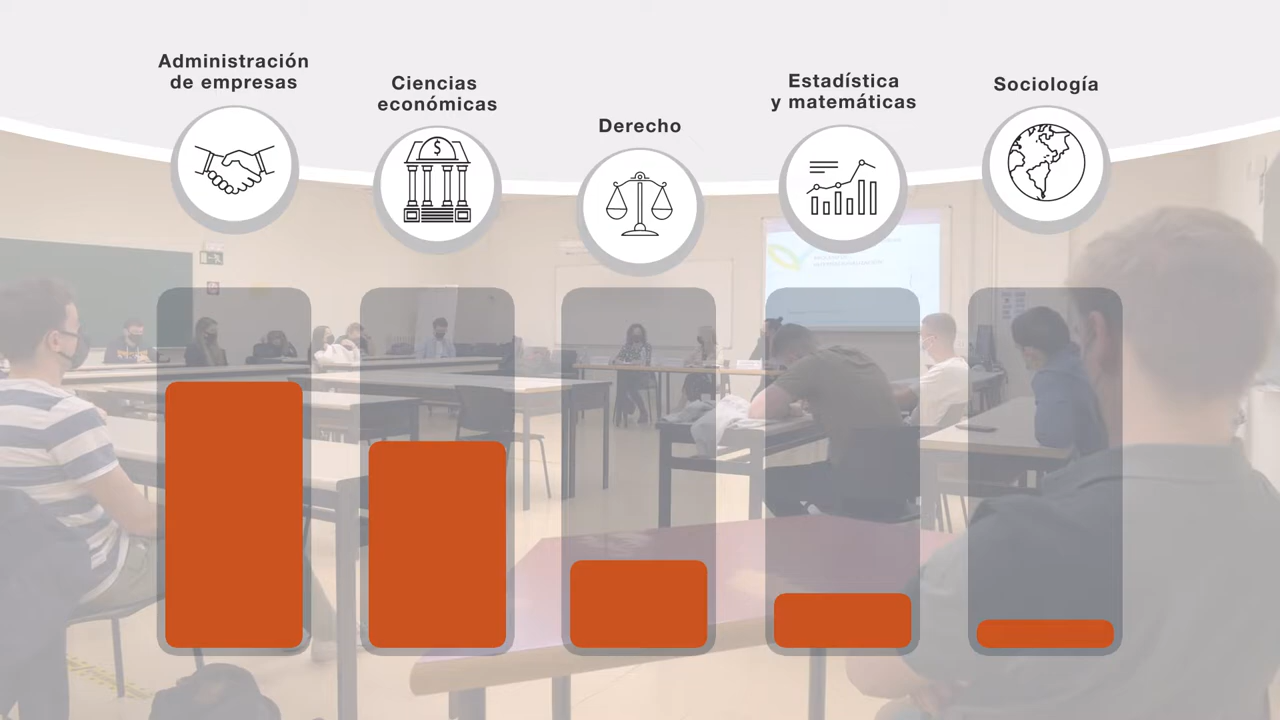 Administración
de empresas
Ciencias
económicas
Derecho
Estadística
y matemáticas
Sociología
$